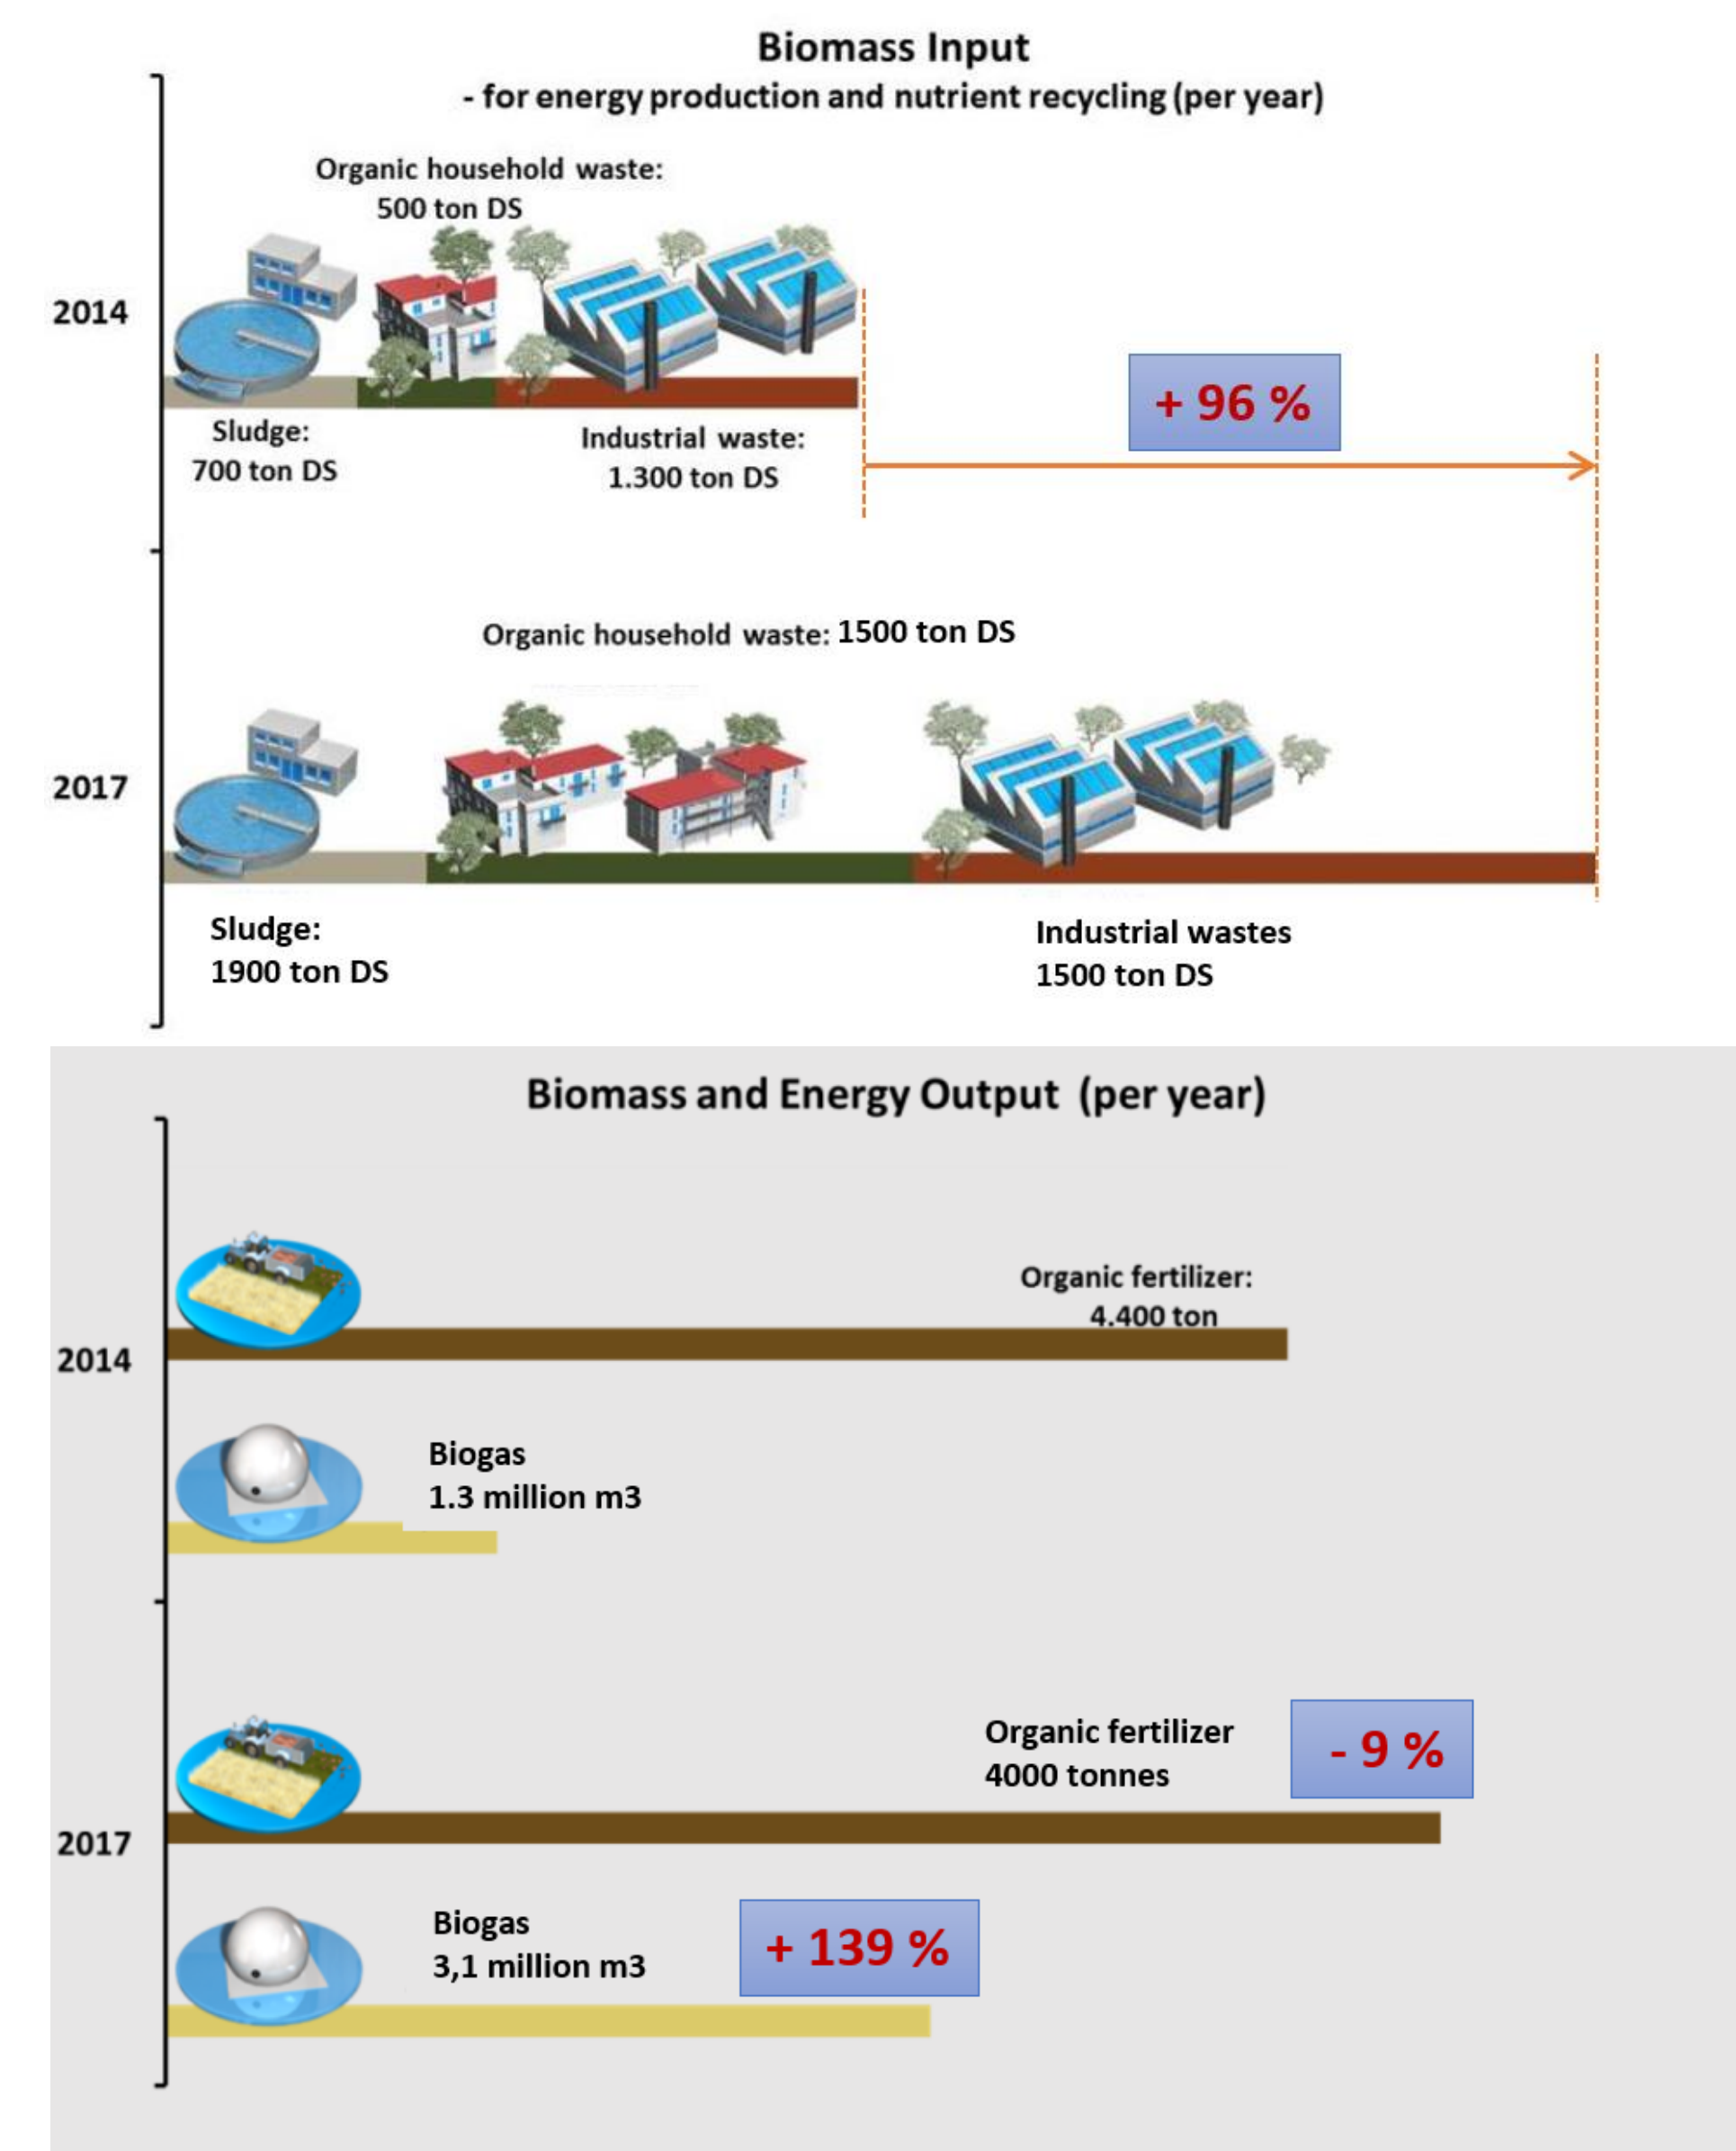 Biomass Input
- for energy production and nutrient recycling (per year)
Organic household waste:
500 ton DS
2014
+ 96 %
Sludge:
700 ton DS
Industrial waste:
1.300 ton DS
Organic household waste: 1500 ton DS
2017
Sludge:
1900 ton DS
Industrial wastes
1500 ton DS
Biomass and Energy Output (per year)
Organic fertilizer:
4.400 ton
2014
Biogas
1.3 million m3
Organic fertilizer
4000 tonnes
- 9 %
2017
Biogas
3,1 million m3
+ 139 %